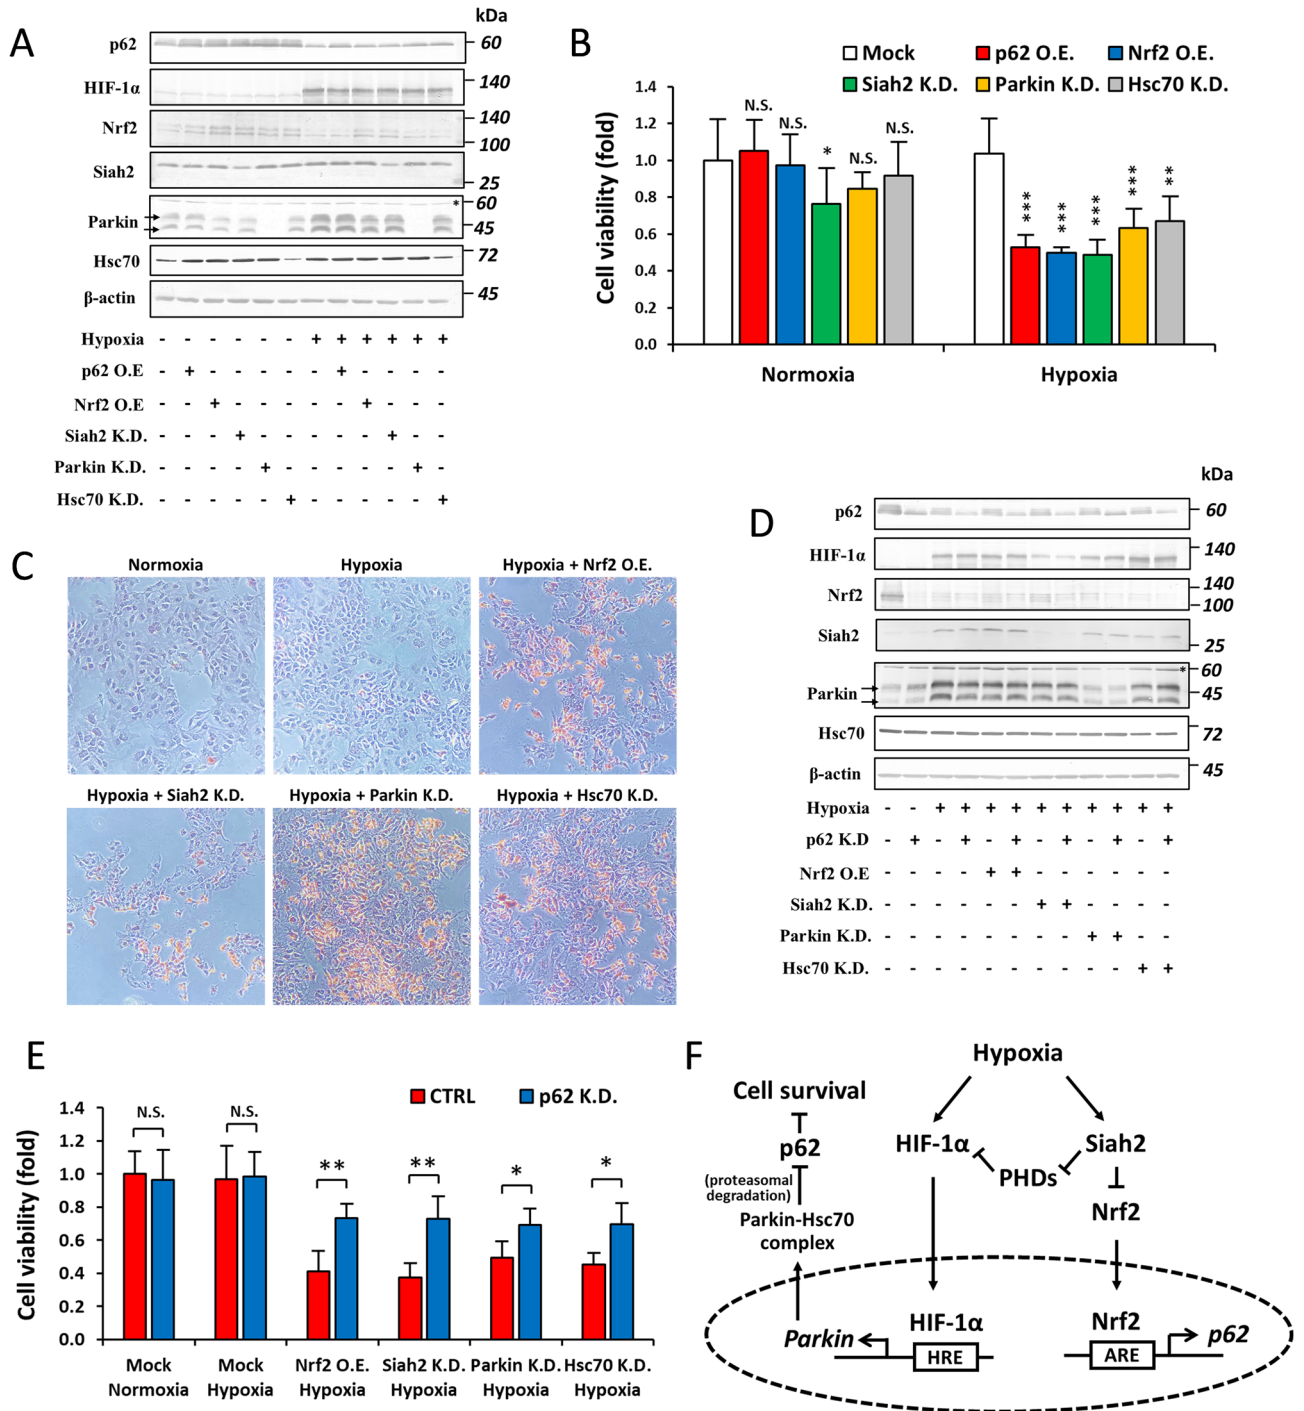 A
kDa
p62
60
HIF-1α
140
Nrf2
140
100
Siah2
25
Parkin
60
*
45
Hsc70
72
β-actin
45
Hypoxia - - - - - - + + + + + +
p62 O.E - + - - - - - + - - - -
Nrf2 O.E - - + - - - - - + - - -
Siah2 K.D. - - - + - - - - - + - -
Parkin K.D. - - - - + - - - - - + -
Hsc70 K.D. - - - - - + - - - - - +
B
Mock p62 O.E. Nrf2 O.E.
Siah2 K.D. Parkin K.D. Hsc70 K.D.
Cell viability (fold)
1.4
1.2
1.0
0.8
0.6
0.4
0.2
0.0
N.S.
N.S.
*
N.S.
N.S.
***
***
***
***
**
Normoxia Hypoxia
C
Normoxia Hypoxia Hypoxia + Nrf2 O.E.
Hypoxia + Siah2 K.D. Hypoxia + Parkin K.D. Hypoxia + Hsc70 K.D.
D
kDa
p62
60
HIF-1α
140
Nrf2
140
100
Siah2
25
Parkin
*
60
45
Hsc70
72
β-actin
45
Hypoxia - - + + + + + + + + + +
p62 K.D - + - + - + - + - + - +
Nrf2 O.E - - - - + + - - - - - -
Siah2 K.D. - - - - - - + + - - - -
Parkin K.D. - - - - - - - - + + - -
Hsc70 K.D. - - - - - - - - - - + +
E
CTRL p62 K.D.
Cell viability (fold)
1.4
1.2
1.0
0.8
0.6
0.4
0.2
0.0
N.S.
N.S.
**
**
*
*
Mock Mock Nrf2 O.E. Siah2 K.D. Parkin K.D. Hsc70 K.D.
Normoxia Hypoxia Hypoxia Hypoxia Hypoxia Hypoxia
F
Hypoxia
Cell survival
p62
HIF-1α
Siah2
PHDs
(proteasomal
degradation)
Nrf2
Parkin-Hsc70
complex
Parkin
HIF-1α
HRE
Nrf2
ARE
p62